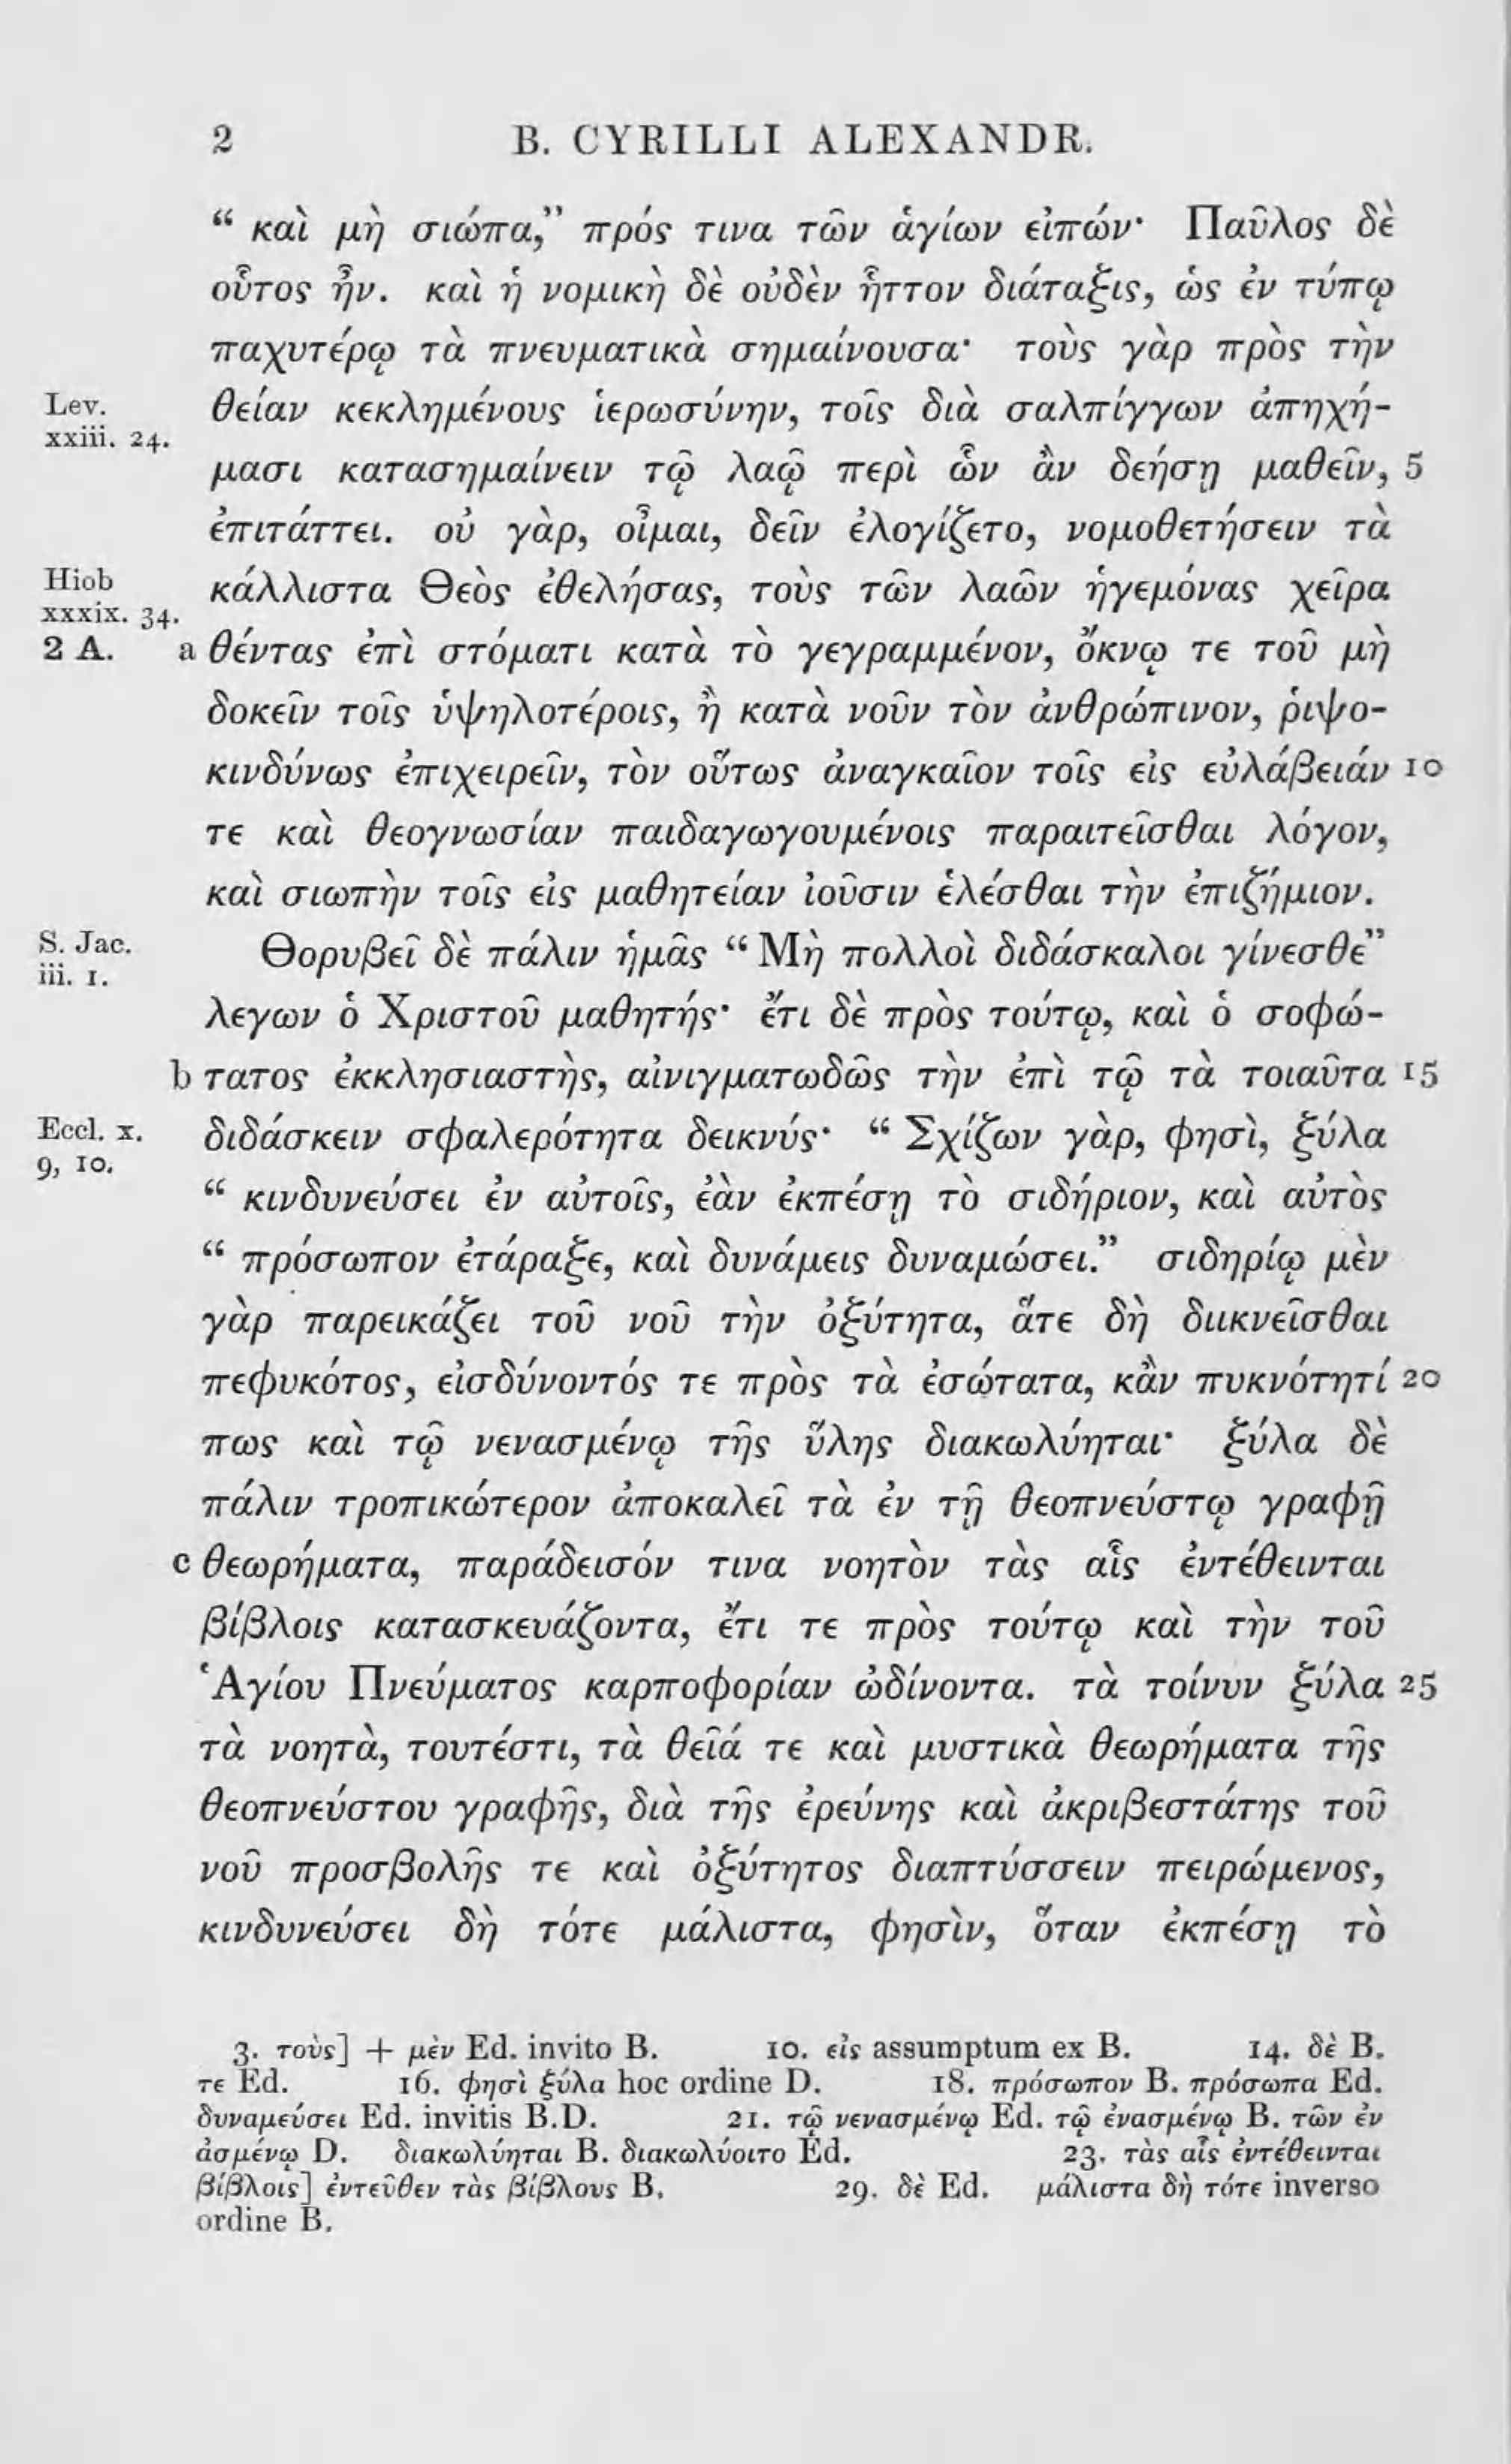 2 B. CYRILLI ALEXANDR.
“ καὶ μὴ σιώπα,” πρός τινα τῶν ἁγίων εἰπών· Παῦλος δὲ
οὗτος ἦν. καὶ ἡ νομικὴ δὲ οὐδὲν ἧττον διάταξις, ὡς ἐν τύπῳ
παχυτέρῳ τὰ πνευματικὰ σημαίνουσα· τοὺς γὰρ πρὸς τὴν
Lev. θείαν κεκλημένους ἱερωσύνην, τοῖς διὰ σαλπίγγων ἀπηχή-
xxiii. 24.
μασι κατασημαίνειν τῷ λαῷ περὶ ὧν ἂν δεήσῃ μαθεῖν, 5
ἐπιτάττει. οὐ γὰρ, οἶμαι, δεῖν ἐλογίζετο, νομοθετήσειν τὰ
Hiob κάλλιστα Θεὸς ἐθελήσας, τοὺς τῶν λαῶν ἡγεμόνας χεῖρα
xxxix. 34.
2 A. a θέντας ἐπὶ στόματι κατὰ τὸ γεγραμμένον, ὄκνῳ τε τοῦ μὴ
δοκεῖν τοῖς ὑψηλοτέροις, ἢ κατὰ νοῦν τὸν ἀνθρώπινον, ῥιψο-
κινδύνως ἐπιχειρεῖν, τὸν οὕτως ἀναγκαῖον τοῖς εἰς εὐλάβειάν 10
τε καὶ θεογνωσίαν παιδαγωγουμένοις παραιτεῖσθαι λόγον,
καὶ σιωπὴν τοῖς εἰς μαθητείαν ἰοῦσιν ἑλέσθαι τὴν ἐπιζήμιον.
S. Jac. Θορυβεῖ δὲ πάλιν ἡμᾶς “ Μὴ πολλοὶ διδάσκαλοι γίνεσθε”
iii. 1.
λεγων ὁ Χριστοῦ μαθητής· ἔτι δὲ πρὸς τούτῳ, καὶ ὁ σοφώ-
b τατος ἐκκλησιαστὴς, αἰνιγματωδῶς τὴν ἐπὶ τῷ τὰ τοιαῦτα 15
Eccl. x. διδάσκειν σφαλερότητα δεικνύς· “ Σχίζων γὰρ, φησὶ, ξύλα
9, 10.
“ κινδυνεύσει ἐν αὐτοῖς, ἐὰν ἐκπέσῃ τὸ σιδήριον, καὶ αὐτὸς
“ πρόσωπον ἐτάραξε, καὶ δυνάμεις δυναμώσει.” σιδηρίῳ μὲν
γὰρ παρεικάζει τοῦ νοῦ τὴν ὀξύτητα, ἅτε δὴ διικνεῖσθαι
πεφυκότος, εἰσδύνοντός τε πρὸς τὰ ἐσώτατα, κἂν πυκνότητί 20
πως καὶ τῷ νενασμένῳ τῆς ὕλης διακωλύηται· ξύλα δὲ
πάλιν τροπικώτερον ἀποκαλεῖ τὰ ἐν τῇ θεοπνεύστῳ γραφῇ
c θεωρήματα, παράδεισόν τινα νοητὸν τὰς αἷς ἐντέθεινται
βίβλοις κατασκευάζοντα, ἔτι τε πρὸς τούτῳ καὶ τὴν τοῦ
Ἁγίου Πνεύματος καρποφορίαν ὠδίνοντα. τὰ τοίνυν ξύλα 25
τὰ νοητὰ, τουτέστι, τὰ θεῖά τε καὶ μυστικὰ θεωρήματα τῆς
θεοπνεύστου γραφῆς, διὰ τῆς ἐρεύνης καὶ ἀκριβεστάτης τοῦ
νοῦ προσβολῆς τε καὶ ὀξύτητος διαπτύσσειν πειρώμενος,
κινδυνεύσει δὴ τότε μάλιστα, φησὶν, ὅταν ἐκπέσῃ τὸ
3. τοὺς] + μὲν Ed. invito B. 10. εἰς assumptum ex B. 14. δὲ B.
τε Ed. 16. φησὶ ξύλα hoc ordine D. 18. πρόσωπον B. πρόσωπα Ed.
δυναμεύσει Ed. invitis B.D. 21. τῷ νενασμένῳ Ed. τῷ ἐνασμένῳ B. τῶν ἐν
ἀσμένῳ D. διακωλύηται B. διακωλύοιτο Ed. 23. τὰς αἷς ἐντέθεινται
βίβλοις] ἐντεῦθεν τὰς βίβλους B. 29. δὲ Ed. μάλιστα δὴ τότε inverso
ordine B.